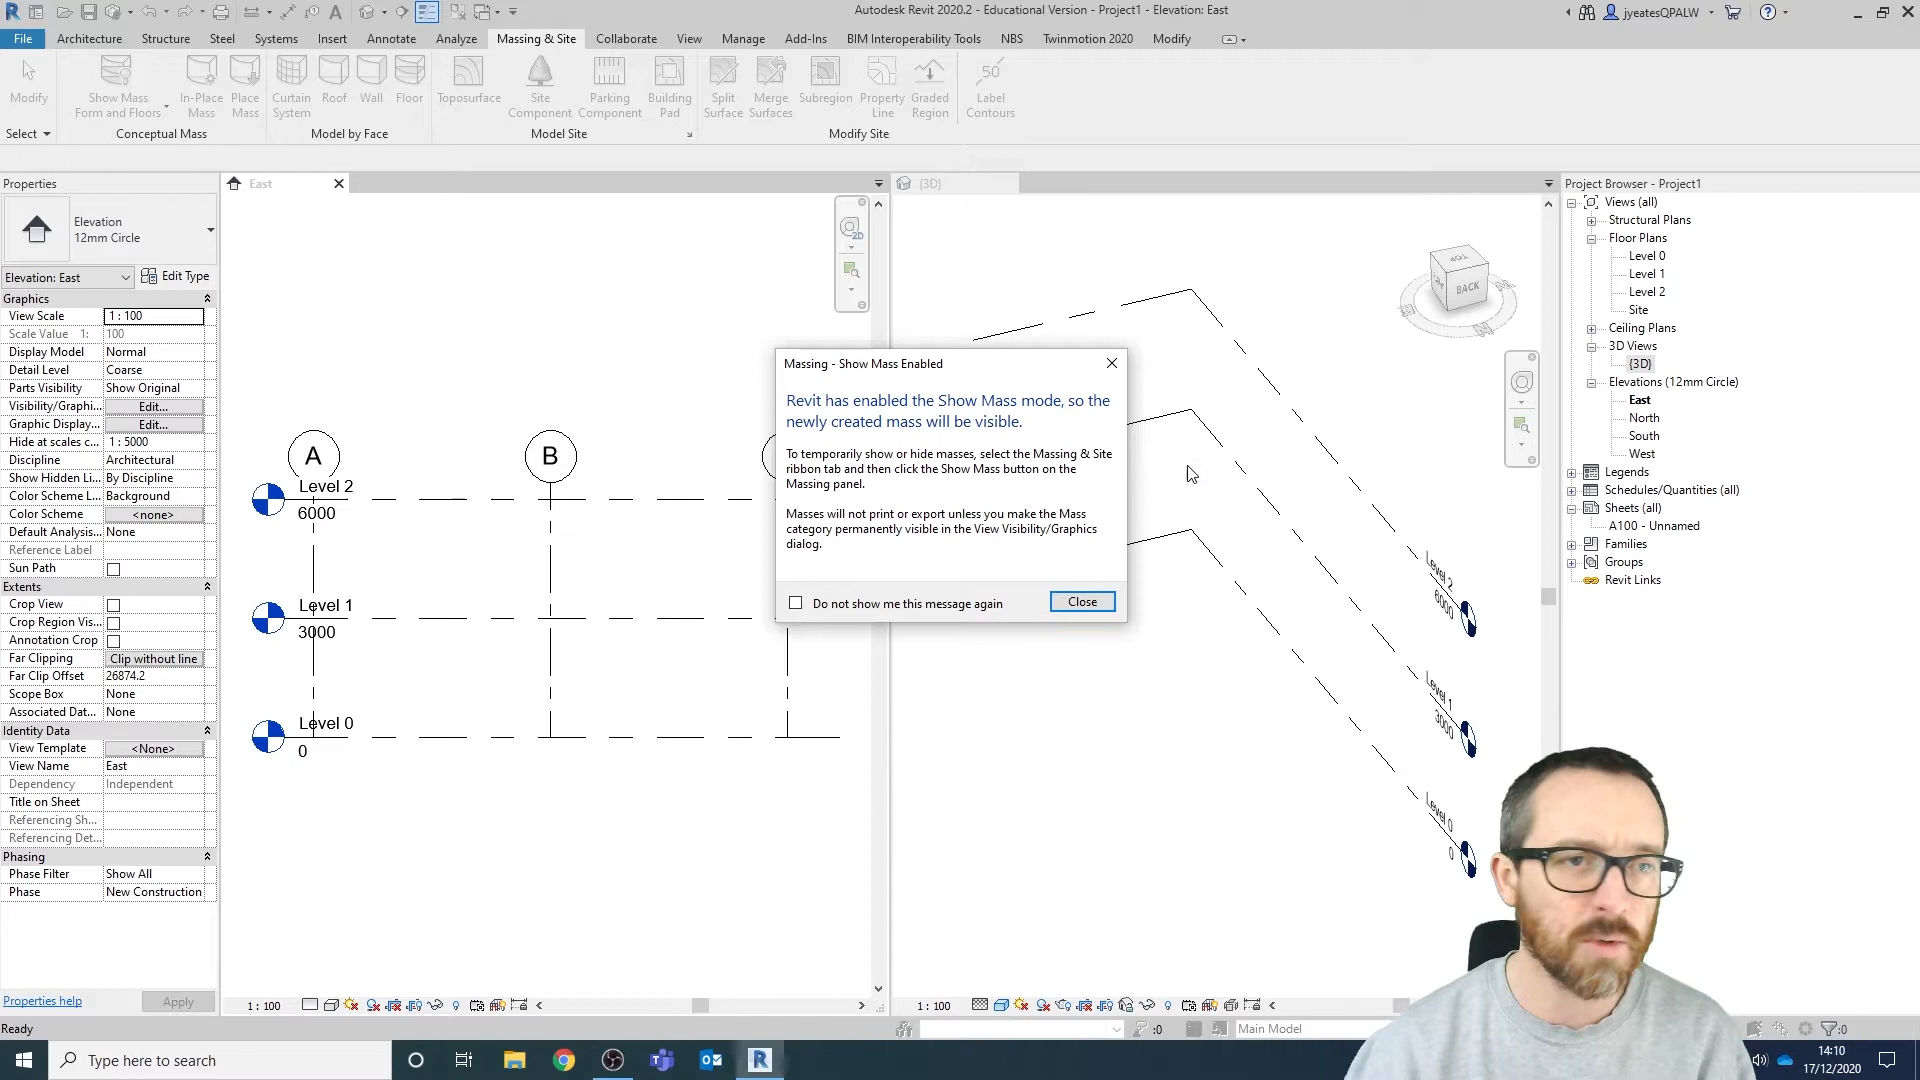 Autodesk Revit 2020.2 - Educational Version - Project1 - Elevation: East
jyeatesQPALW
File
Architecture
Structure
Steel
Systems
Insert
Annotate
Analyze
Massing & Site
Collaborate
View
Manage
Add-Ins
BIM Interoperability Tools
NBS
Twinmotion 2020
Modify
Modify
Show Mass
Form and Floors
In-Place
Mass
Place
Mass
Curtain
System
Roof
Wall
Floor
Toposurface
Site
Component
Parking
Component
Building
Pad
Split
Surface
Merge
Surfaces
Subregion
Property
Line
Graded
Region
50
Label
Contours
Select
Conceptual Mass
Model by Face
Model Site
Modify Site
Properties
Elevation
12mm Circle
Elevation: East
Edit Type
Graphics
View Scale
1 : 100
Scale Value 1:
100
Display Model
Normal
Detail Level
Coarse
Parts Visibility
Show Original
Visibility/Graphi...
Edit...
Graphic Display...
Edit...
Hide at scales c...
1 : 5000
Discipline
Architectural
Show Hidden Li...
By Discipline
Color Scheme L...
Background
Color Scheme
<none>
Default Analysis...
None
Reference Label
Sun Path
Extents
Crop View
Crop Region Vis...
Annotation Crop
Far Clipping
Clip without line
Far Clip Offset
26874.2
Scope Box
None
Associated Dat...
None
Identity Data
View Template
<None>
View Name
East
Dependency
Independent
Title on Sheet
Referencing Sh...
Referencing Det...
Phasing
Phase Filter
Show All
Phase
New Construction
Properties help
Apply
East
2D
A
B
Level 2
6000
Level 1
3000
Level 0
0
1 : 100
{3D}
TOP
BACK
Level 2
6000
Level 1
3000
Level 0
0
1 : 100
Massing - Show Mass Enabled
Revit has enabled the Show Mass mode, so the
newly created mass will be visible.
To temporarily show or hide masses, select the Massing & Site
ribbon tab and then click the Show Mass button on the
Massing panel.
Masses will not print or export unless you make the Mass
category permanently visible in the View Visibility/Graphics
dialog.
Do not show me this message again
Close
Project Browser - Project1
Views (all)
Structural Plans
Floor Plans
Level 0
Level 1
Level 2
Site
Ceiling Plans
3D Views
{3D}
Elevations (12mm Circle)
East
North
South
West
Legends
Schedules/Quantities (all)
Sheets (all)
A100 - Unnamed
Families
Groups
Revit Links
Ready
:0
Main Model
:0
Type here to search
14:10
17/12/2020